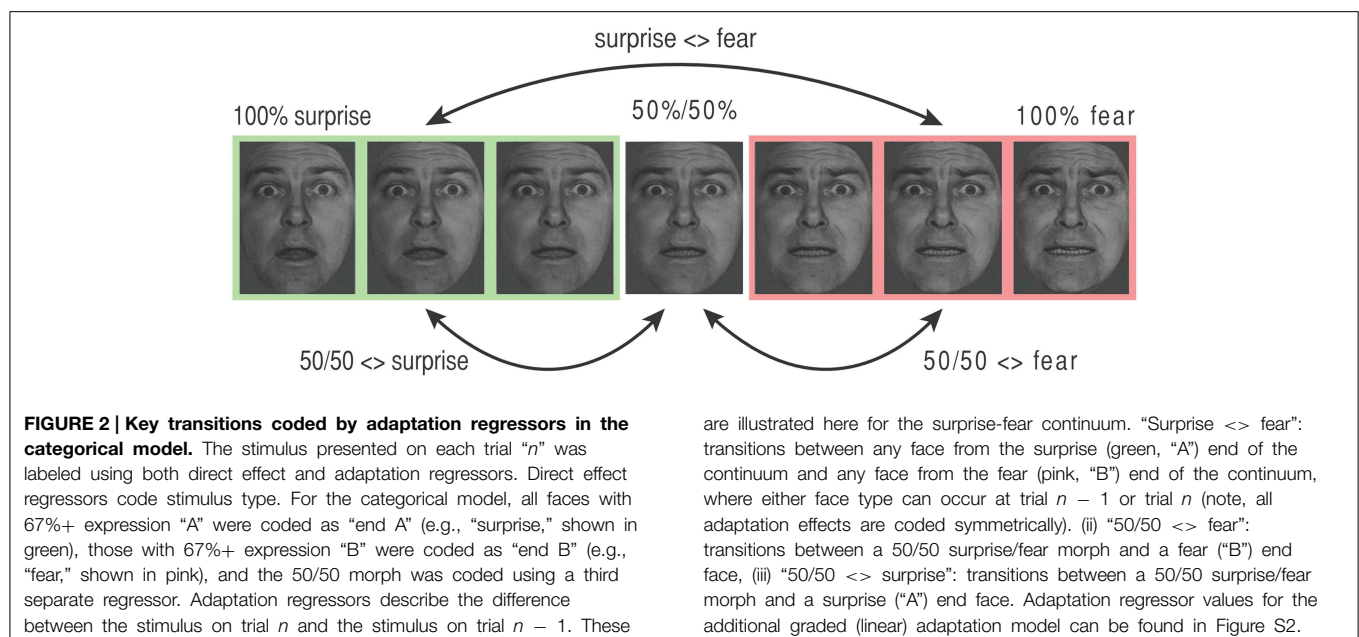 surprise <> fear
100% surprise
50%/50%
100% fear
50/50 <> surprise
50/50 <> fear
FIGURE 2 | Key transitions coded by adaptation regressors in the
categorical model. The stimulus presented on each trial “n” was
labeled using both direct effect and adaptation regressors. Direct effect
regressors code stimulus type. For the categorical model, all faces with
67%+ expression “A” were coded as “end A” (e.g., “surprise,” shown in
green), those with 67%+ expression “B” were coded as “end B” (e.g.,
“fear,” shown in pink), and the 50/50 morph was coded using a third
separate regressor. Adaptation regressors describe the difference
between the stimulus on trial n and the stimulus on trial n − 1. These
are illustrated here for the surprise-fear continuum. “Surprise <> fear”:
transitions between any face from the surprise (green, “A”) end of the
continuum and any face from the fear (pink, “B”) end of the continuum,
where either face type can occur at trial n − 1 or trial n (note, all
adaptation effects are coded symmetrically). (ii) “50/50 <> fear”:
transitions between a 50/50 surprise/fear morph and a fear (“B”) end
face, (iii) “50/50 <> surprise”: transitions between a 50/50 surprise/fear
morph and a surprise (“A”) end face. Adaptation regressor values for the
additional graded (linear) adaptation model can be found in Figure S2.